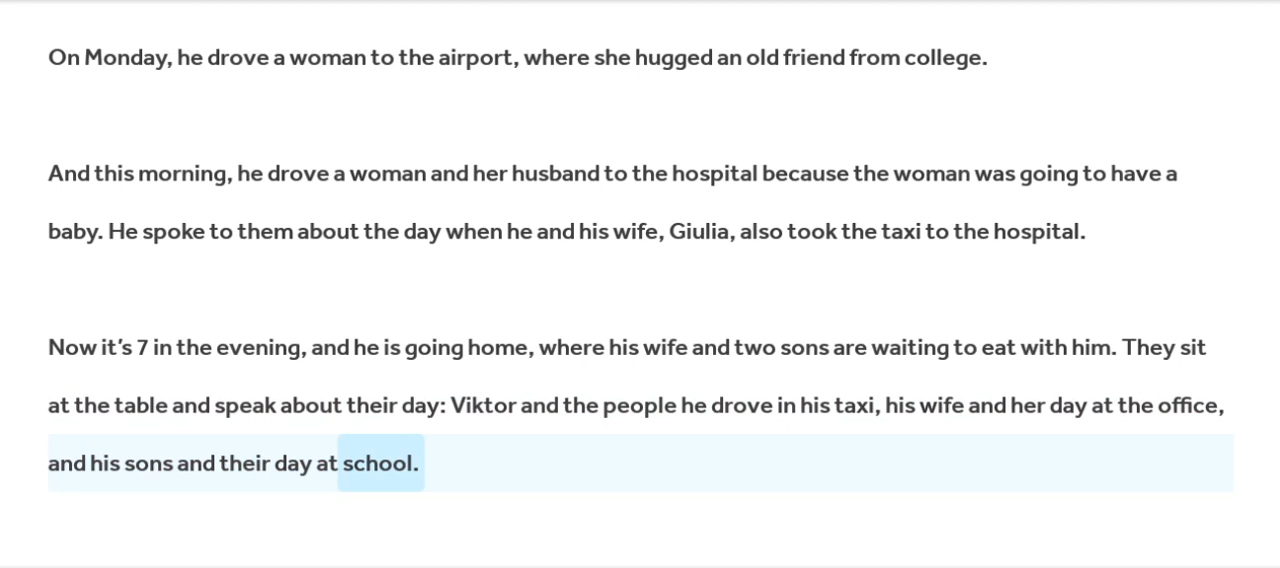 On Monday, he drove a woman to the airport, where she hugged an old friend from college.
And this morning, he drove a woman and her husband to the hospital because the woman was going to have a
baby. He spoke to them about the day when he and his wife, Giulia, also took the taxi to the hospital.
Now it’s 7 in the evening, and he is going home, where his wife and two sons are waiting to eat with him. They sit
at the table and speak about their day: Viktor and the people he drove in his taxi, his wife and her day at the office,
and his sons and their day at school.